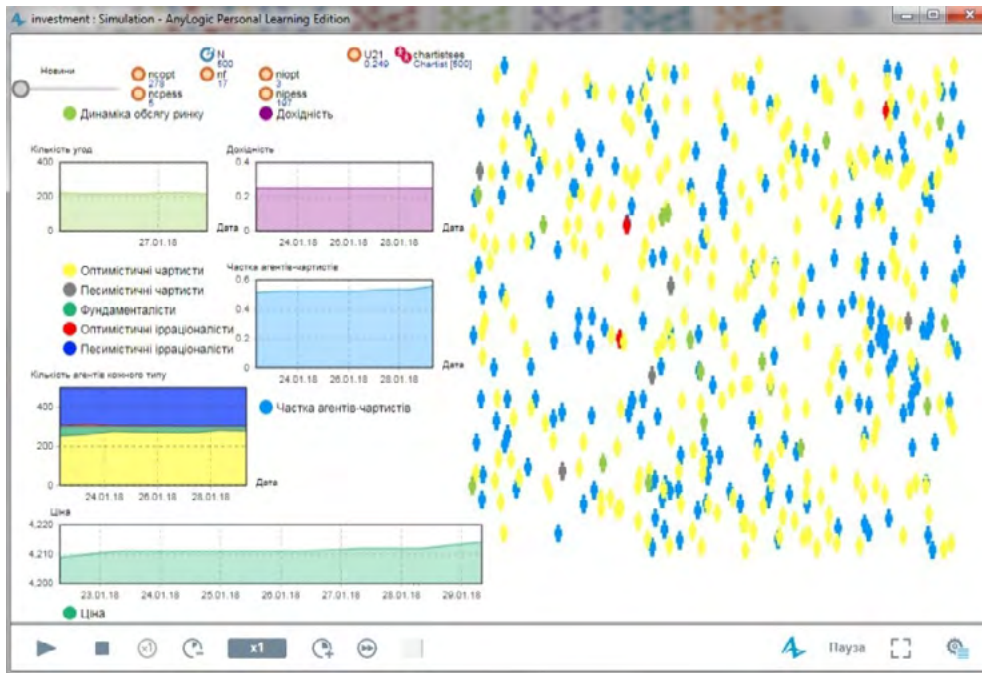 investment : Simulation - AnyLogic Personal Learning Edition
Новини
N
500
U21
0.249
chartistees
Chartist [500]
ncopt
278
nf
17
niopt
3
ncpess
5
nipess
197
Динаміка обсягу ринку
Дохідність
Кількість угод
400
200
0
27.01.18
Дата
Дохідність
0.4
0.2
0
24.01.18 26.01.18 28.01.18
Дата
Оптимістичні чартисти
Песимістичні чартисти
Фундаменталісти
Оптимістичні ірраціоналісти
Песимістичні ірраціоналісти
Частка агентів-чартистів
0.6
0.4
0.2
0
24.01.18 26.01.18 28.01.18
Дата
Частка агентів-чартистів
Кількість агентів кожного типу
400
200
0
24.01.18 26.01.18 28.01.18
Дата
Ціна
4,220
4,210
4,200
23.01.18 24.01.18 25.01.18 26.01.18 27.01.18 28.01.18 29.01.18
Ціна
x1
x1
Пауза